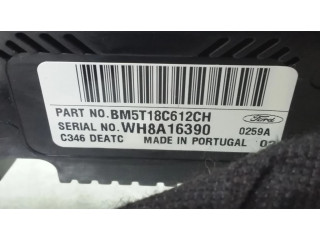 PART NO.BM5T18C612CH
Ford
SERIAL NO.WH8A16390
0259A
C346 DEATC MADE IN PORTUGAL